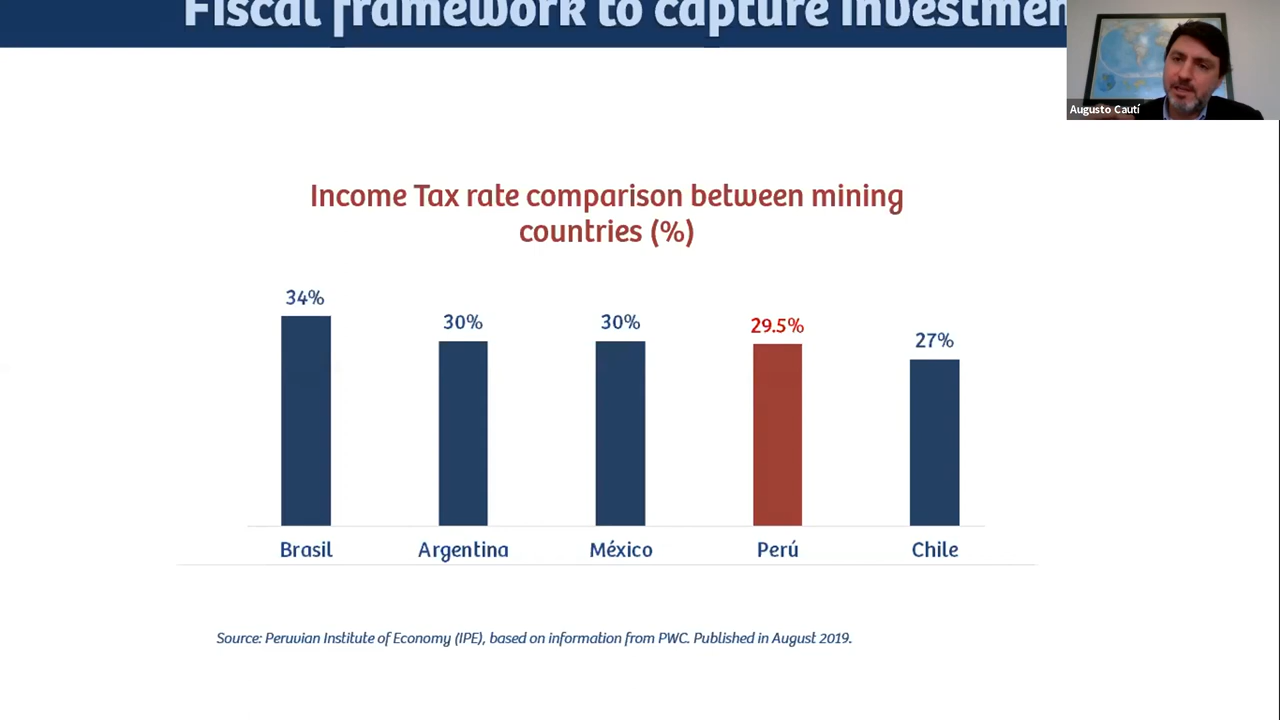 Fiscal framework to capture investmen
Augusto Cautí
Income Tax rate comparison between mining
countries (%)
34%
30%
30%
29.5%
27%
Brasil
Argentina
México
Perú
Chile
Source: Peruvian Institute of Economy (IPE), based on information from PWC. Published in August 2019.